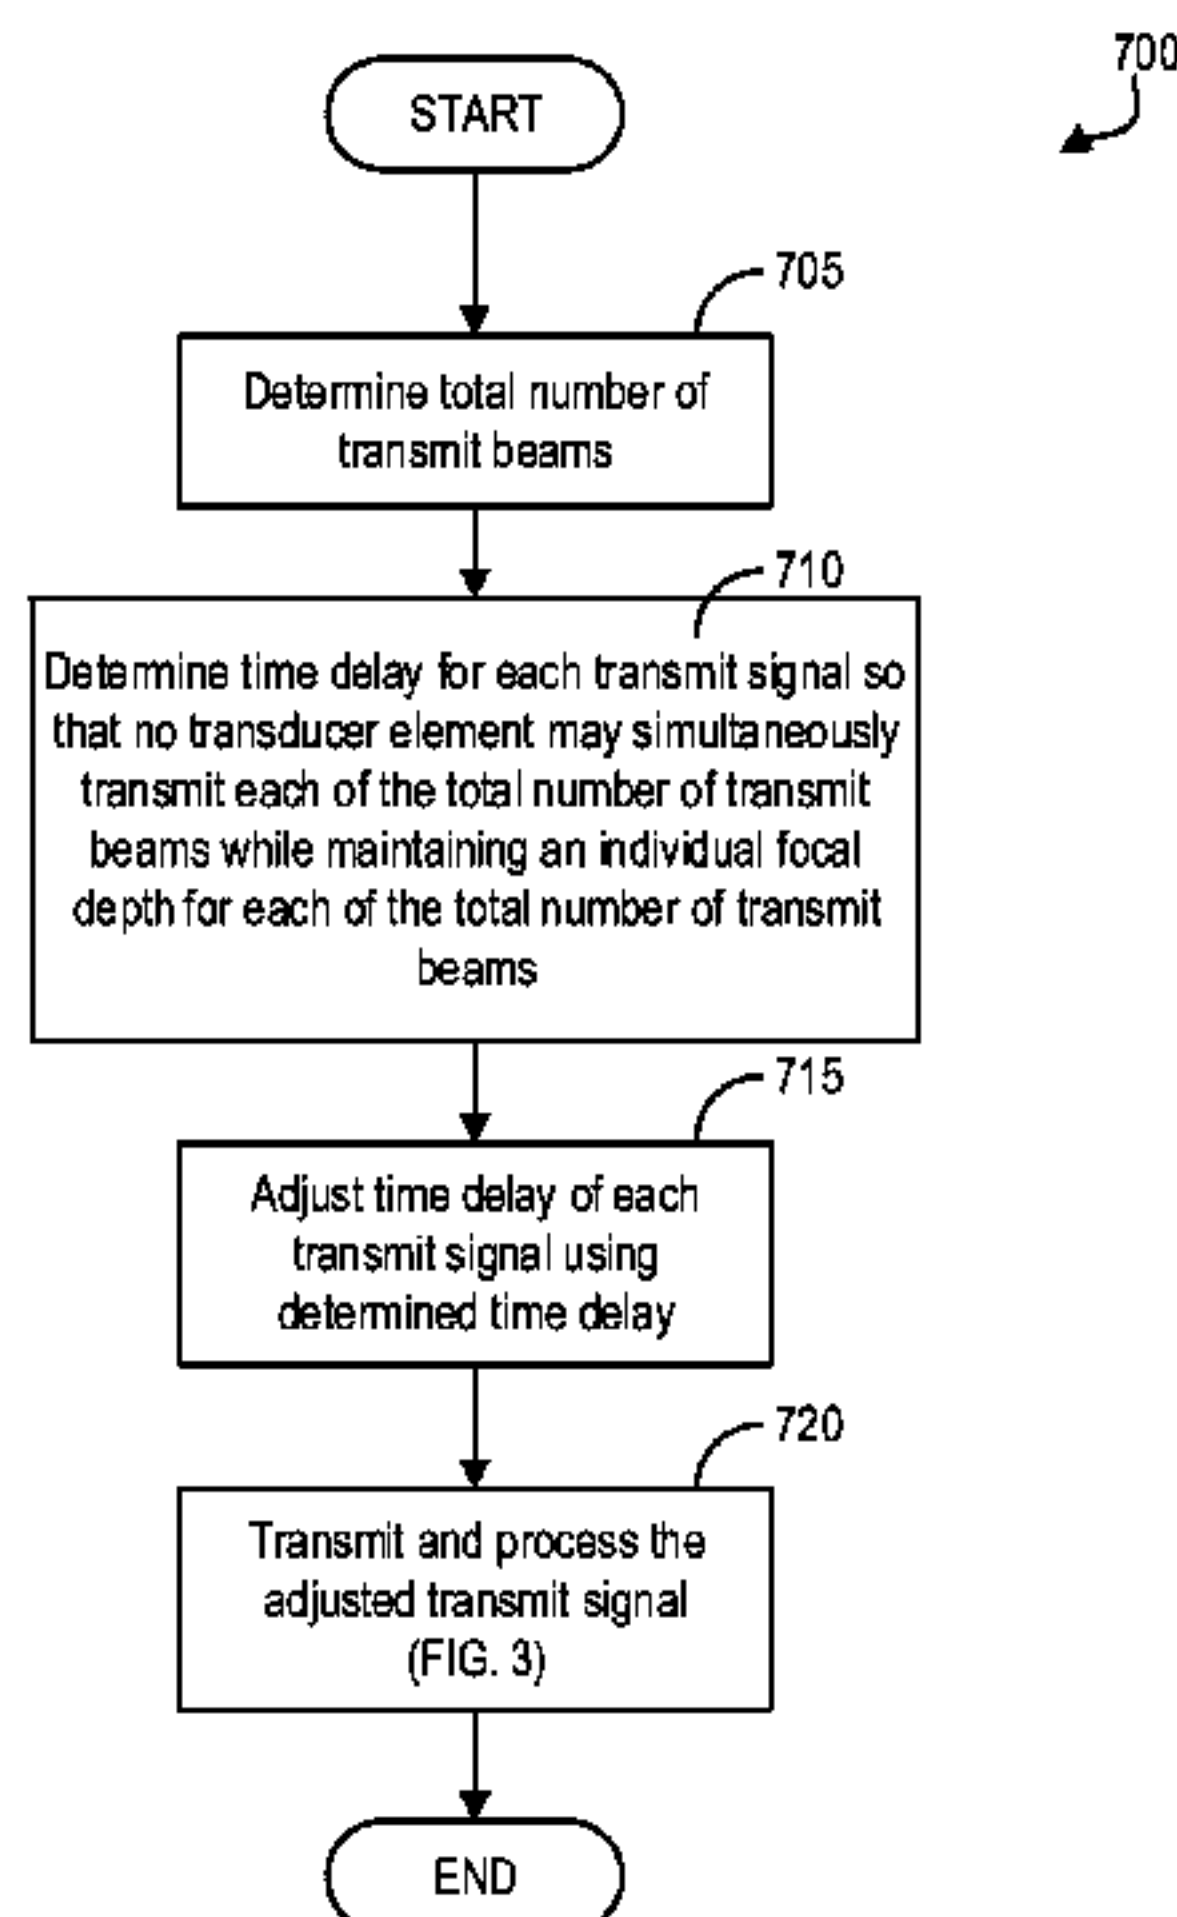 700
START
705
Determine total number of
transmit beams
710
Determine time delay for each transmit signal so
that no transducer element may simultaneously
transmit each of the total number of transmit
beams while maintaining an individual focal
depth for each of the total number of transmit
beams
715
Adjust time delay of each
transmit signal using
determined time delay
720
Transmit and process the
adjusted transmit signal
(FIG. 3)
END